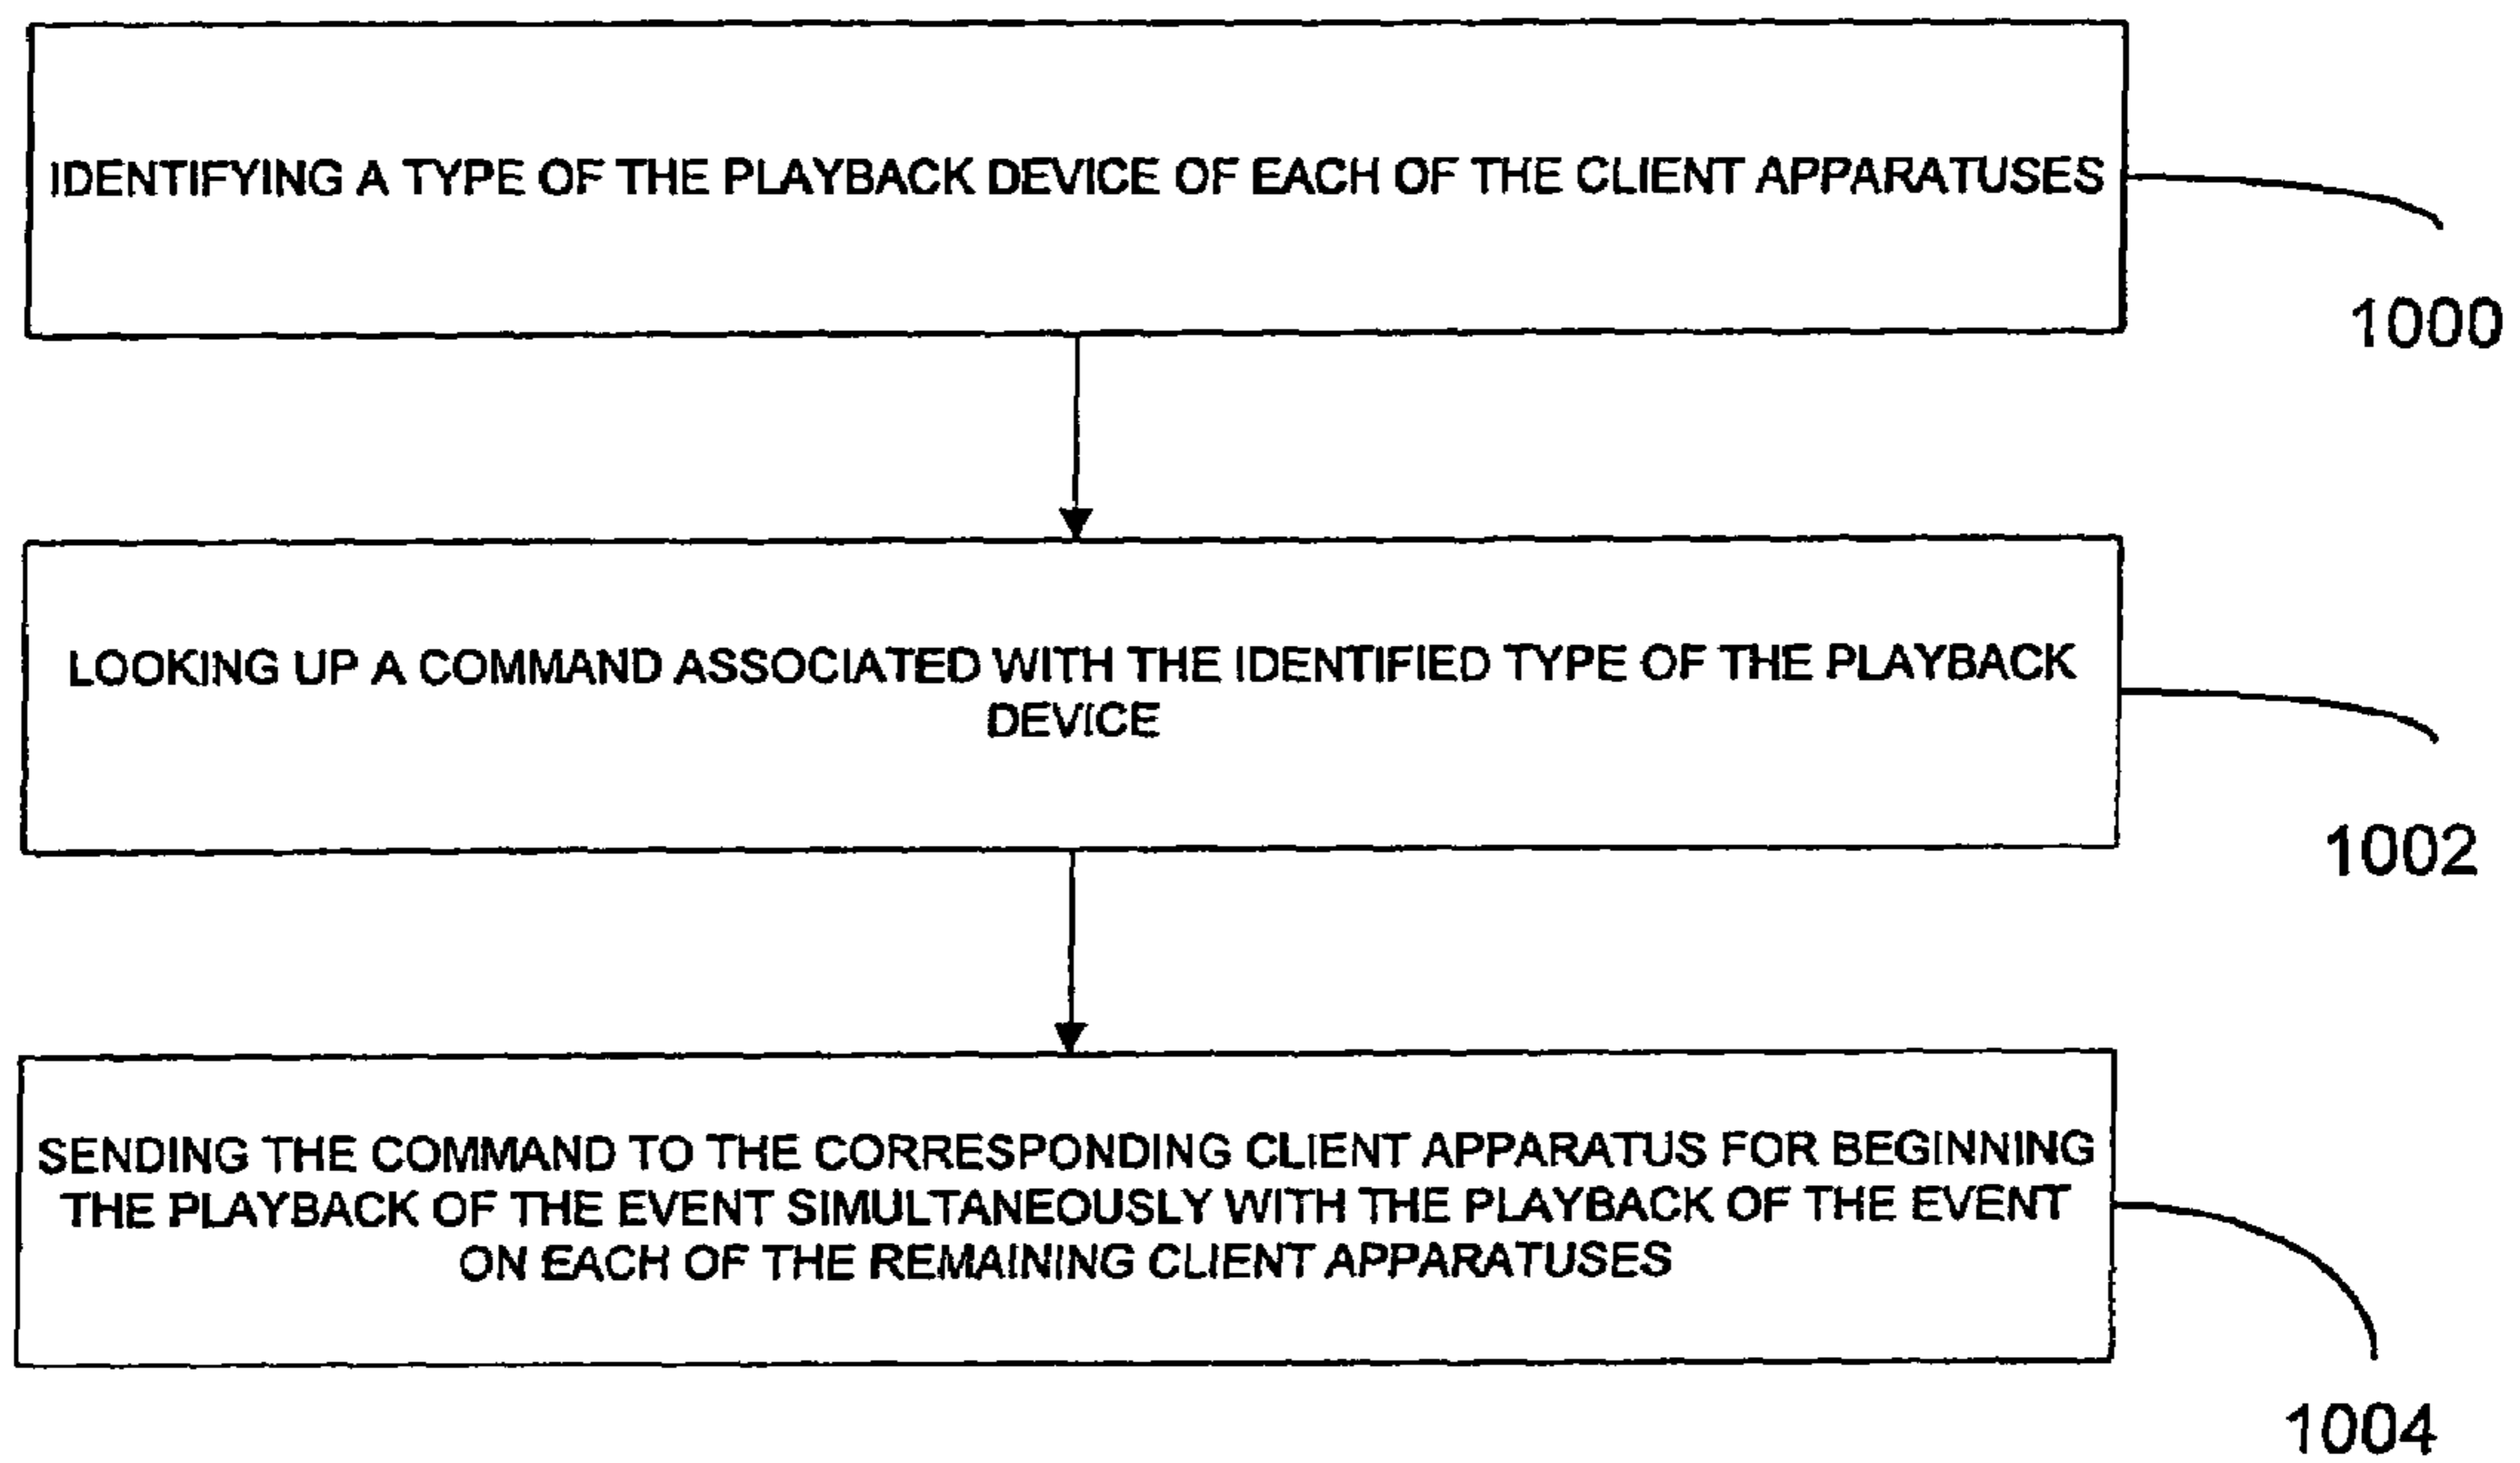 IDENTIFYING A TYPE OF THE PLAYBACK DEVICE OF EACH OF THE CLIENT APPARATUSES
1000
LOOKING UP A COMMAND ASSOCIATED WITH THE IDENTIFIED TYPE OF THE PLAYBACK
DEVICE
1002
SENDING THE COMMAND TO THE CORRESPONDING CLIENT APPARATUS FOR BEGINNING
THE PLAYBACK OF THE EVENT SIMULTANEOUSLY WITH THE PLAYBACK OF THE EVENT
ON EACH OF THE REMAINING CLIENT APPARATUSES
1004